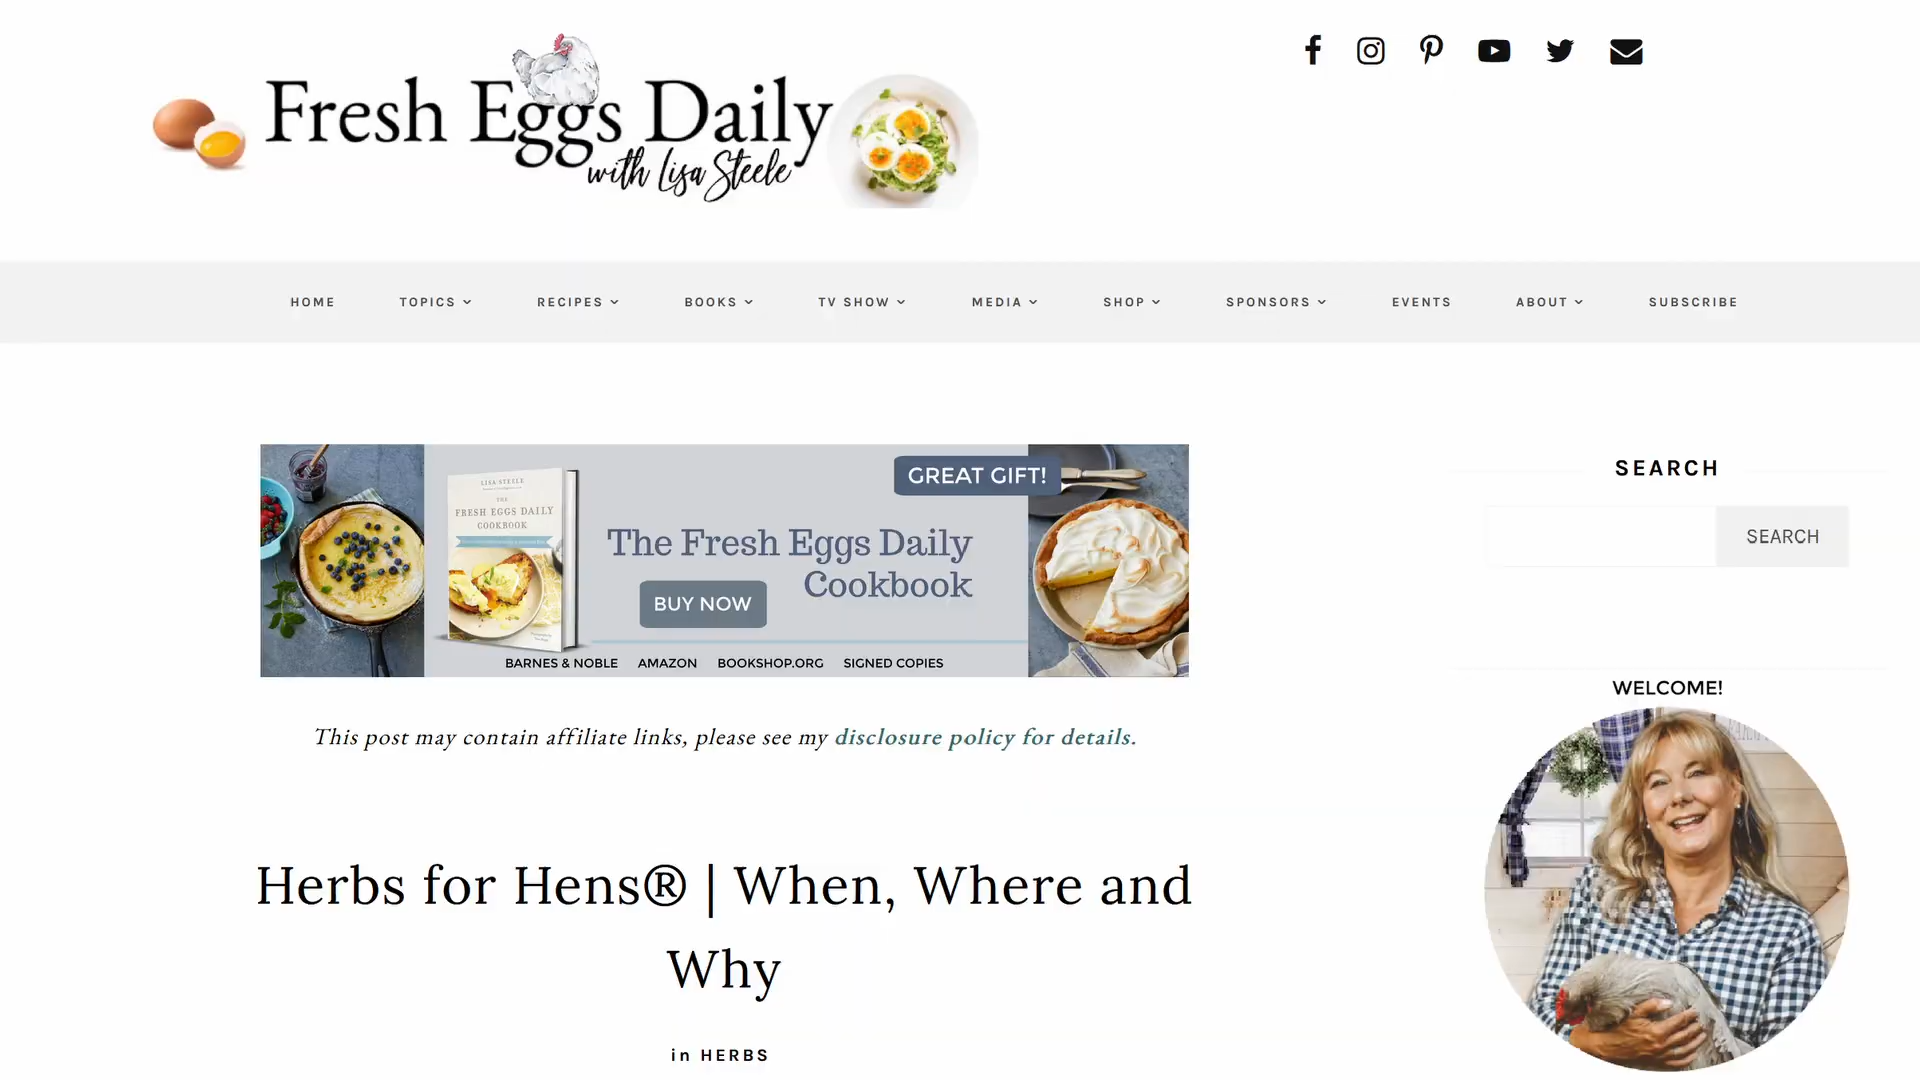 Fresh Eggs Daily
with Lisa Steele
HOME TOPICS RECIPES BOOKS TV SHOW MEDIA SHOP SPONSORS EVENTS ABOUT SUBSCRIBE
LISA STEELE
THE
FRESH EGGS DAILY
COOKBOOK
GREAT GIFT!
The Fresh Eggs Daily
Cookbook
BUY NOW
BARNES & NOBLE AMAZON BOOKSHOP.ORG SIGNED COPIES
SEARCH
SEARCH
This post may contain affiliate links, please see my disclosure policy for details.
WELCOME!
Herbs for Hens® | When, Where and
Why
in HERBS